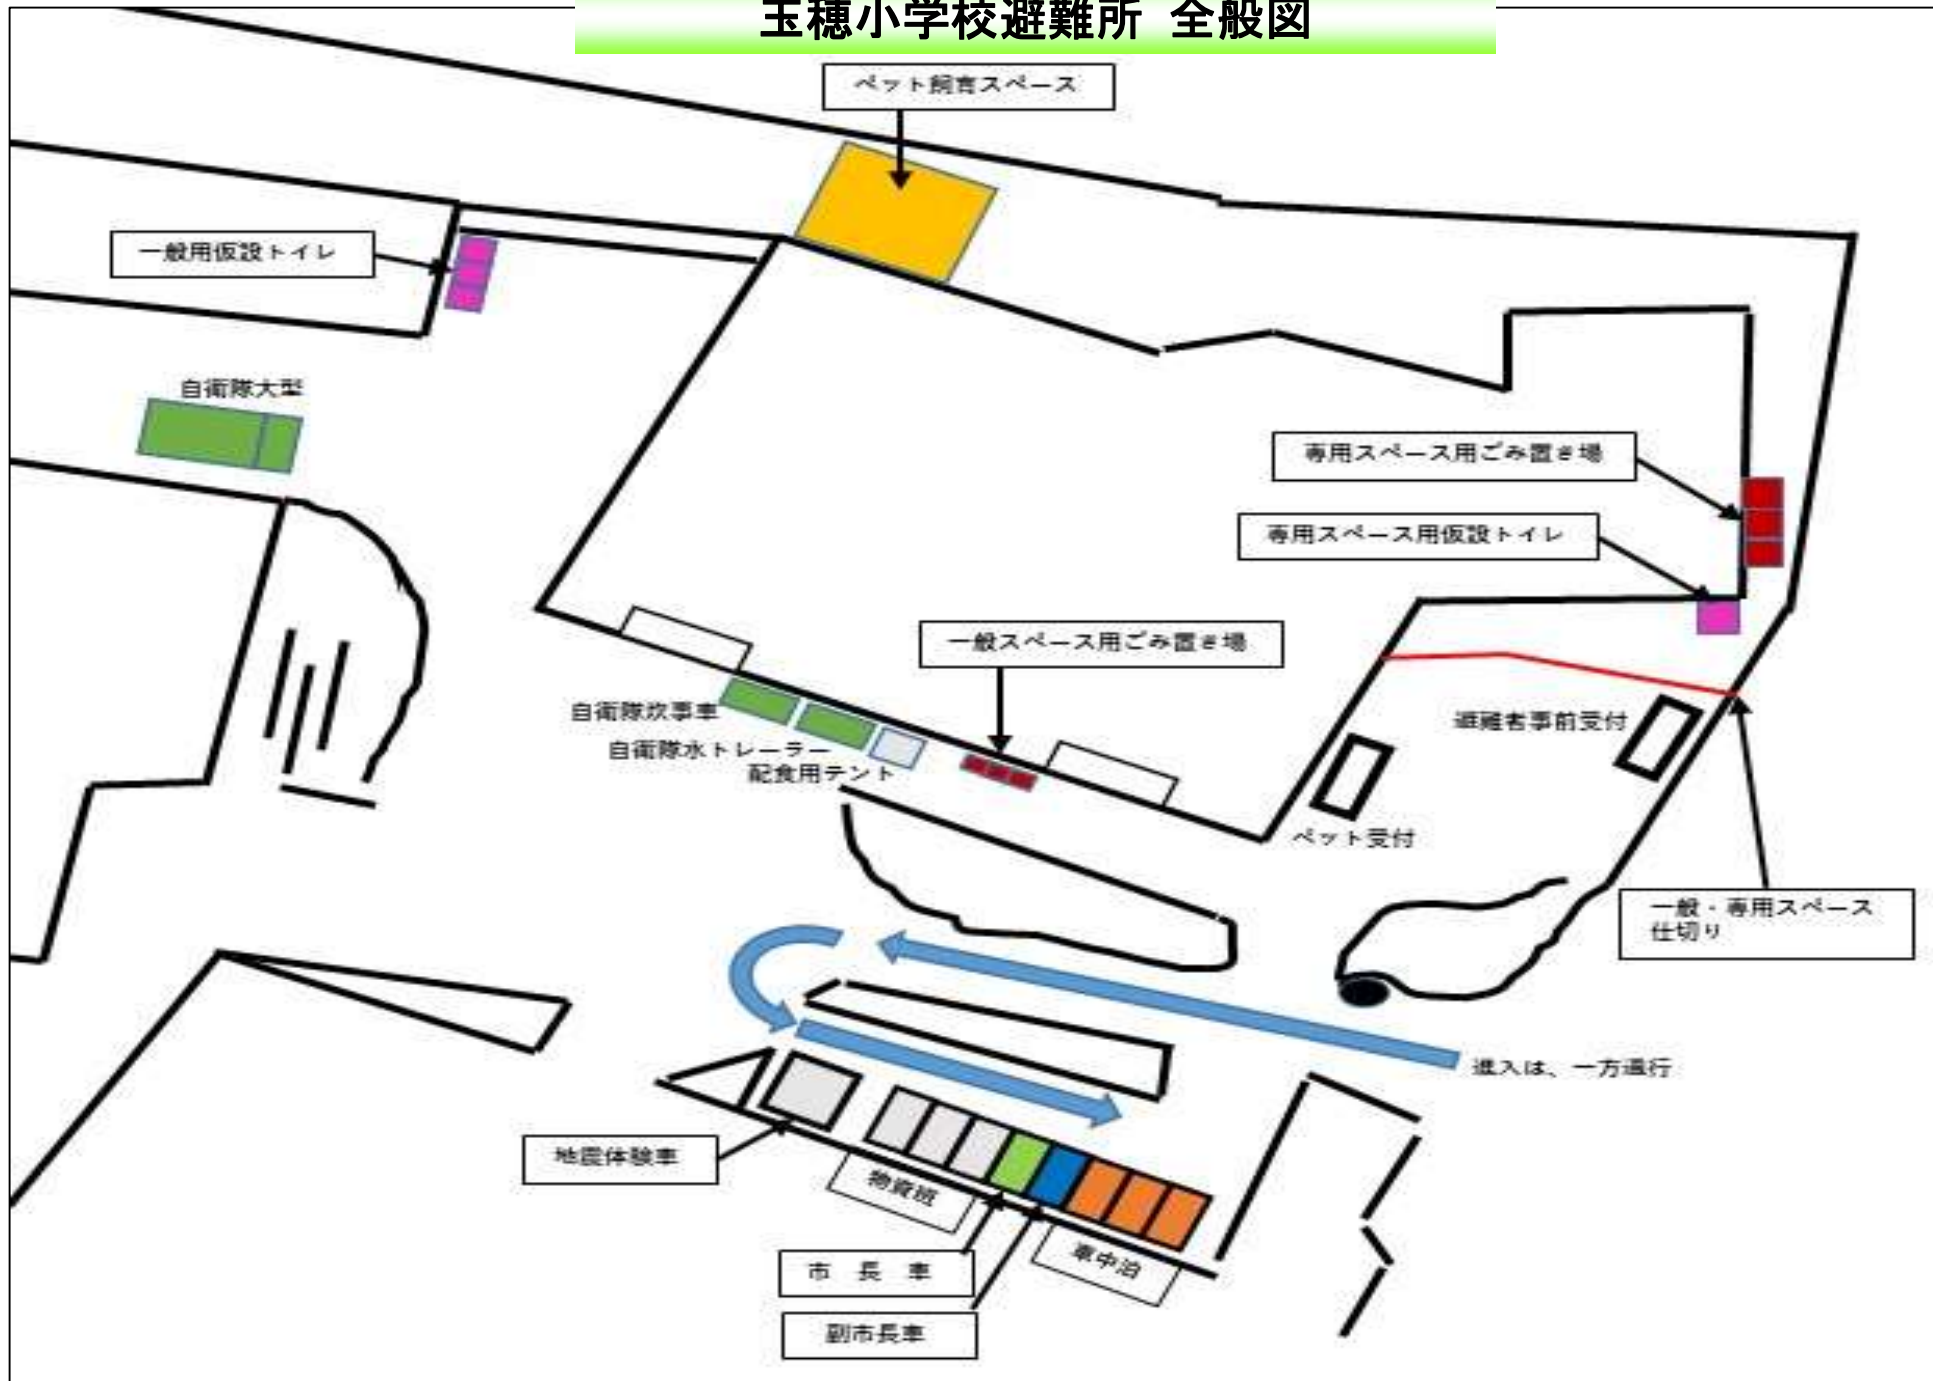 玉穂小学校避難所 全般図
ペット飼育スペース
一般用仮設トイレ
自衛隊大型
専用スペース用ごみ置き場
専用スペース用仮設トイレ
一般スペース用ごみ置き場
自衛隊炊事車
自衛隊水トレーラー
配食用テント
避難者事前受付
ペット受付
一般・専用スペース
仕切り
進入は、一方通行
地震体験車
物資班
市 長 車
車中泊
副市長車